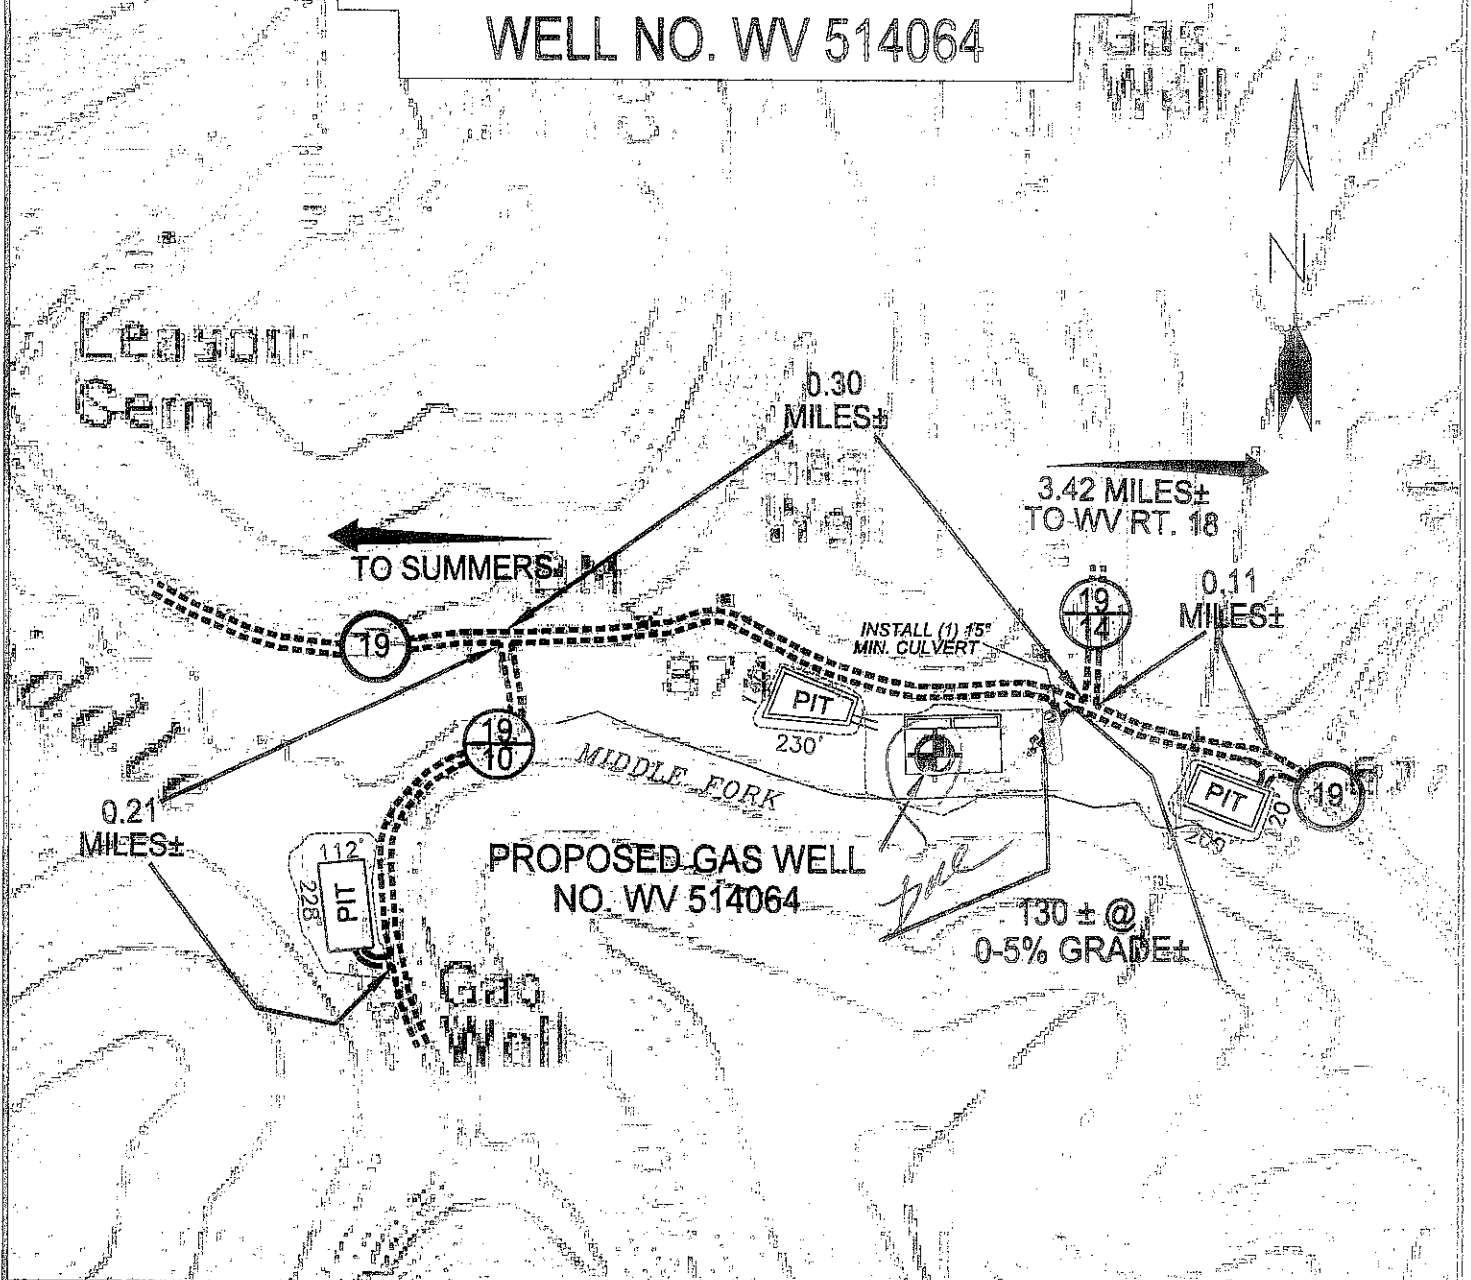 WELL NO. WV 514064
Gas
Well
N
Leason
Cem
0.30
MILES±
Gas
Well
3.42 MILES±
TO WV RT. 18
TO SUMMERS
0.11
MILES±
19
14
INSTALL (1) 15"
MIN. CULVERT
19
PIT
230'
19
10
MIDDLE FORK
PIT
19
0.21
MILES±
112'
228'
PIT
PROPOSED GAS WELL
NO. WV 514064
130 ± @
0-5% GRADE±
Gas
Well